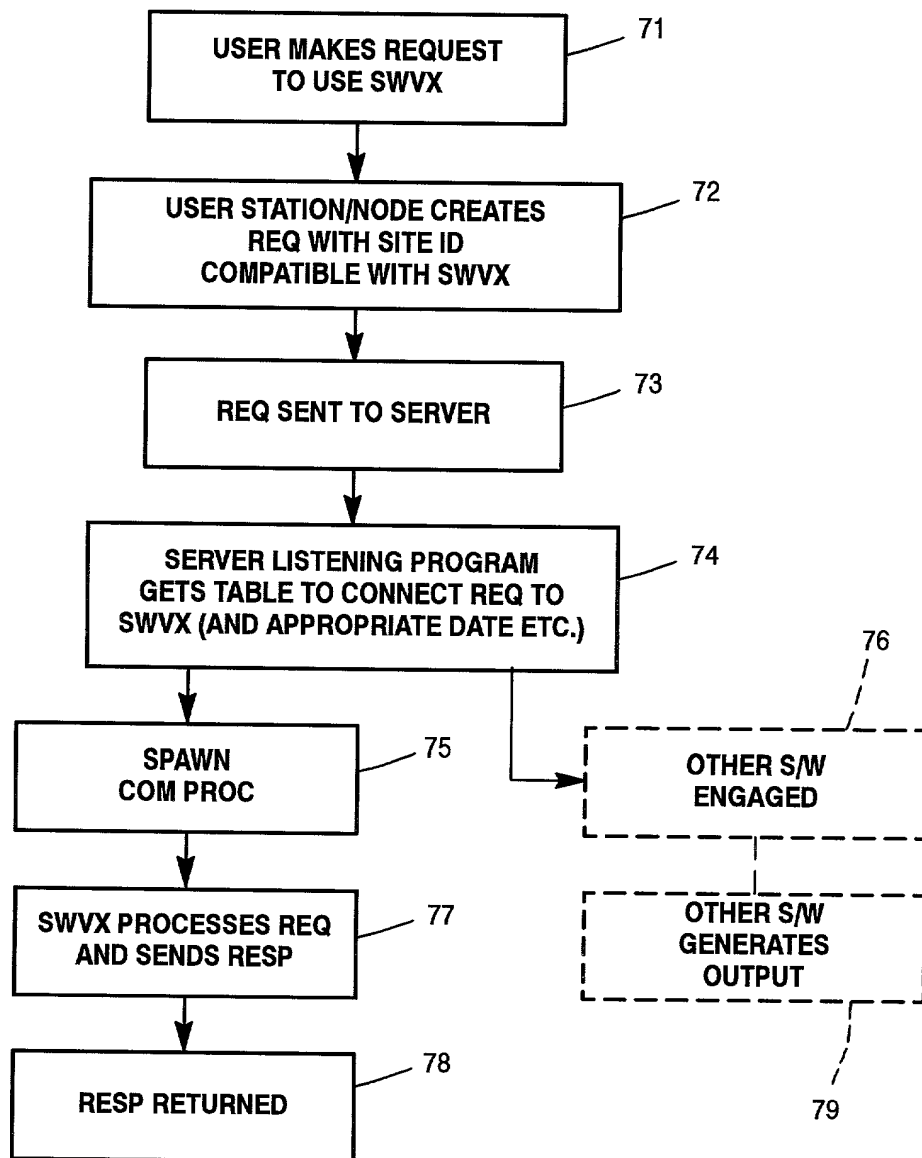 USER MAKES REQUEST
TO USE SWVX
71
USER STATION/NODE CREATES
REQ WITH SITE ID
COMPATIBLE WITH SWVX
72
REQ SENT TO SERVER
73
SERVER LISTENING PROGRAM
GETS TABLE TO CONNECT REQ TO
SWVX (AND APPROPRIATE DATE ETC.)
74
SPAWN
COM PROC
75
OTHER S/W
ENGAGED
76
SWVX PROCESSES REQ
AND SENDS RESP
77
OTHER S/W
GENERATES
OUTPUT
79
RESP RETURNED
78